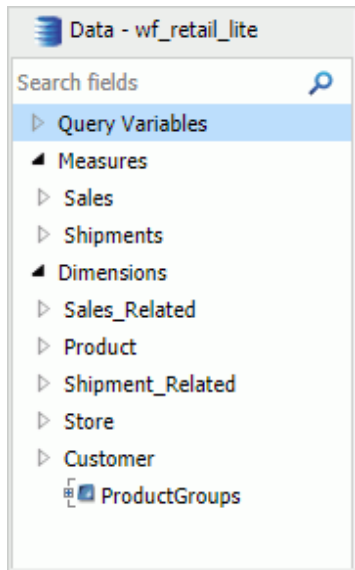 Data - wf_retail_lite
Search fields
Query Variables
Measures
Sales
Shipments
Dimensions
Sales_Related
Product
Shipment_Related
Store
Customer
ProductGroups